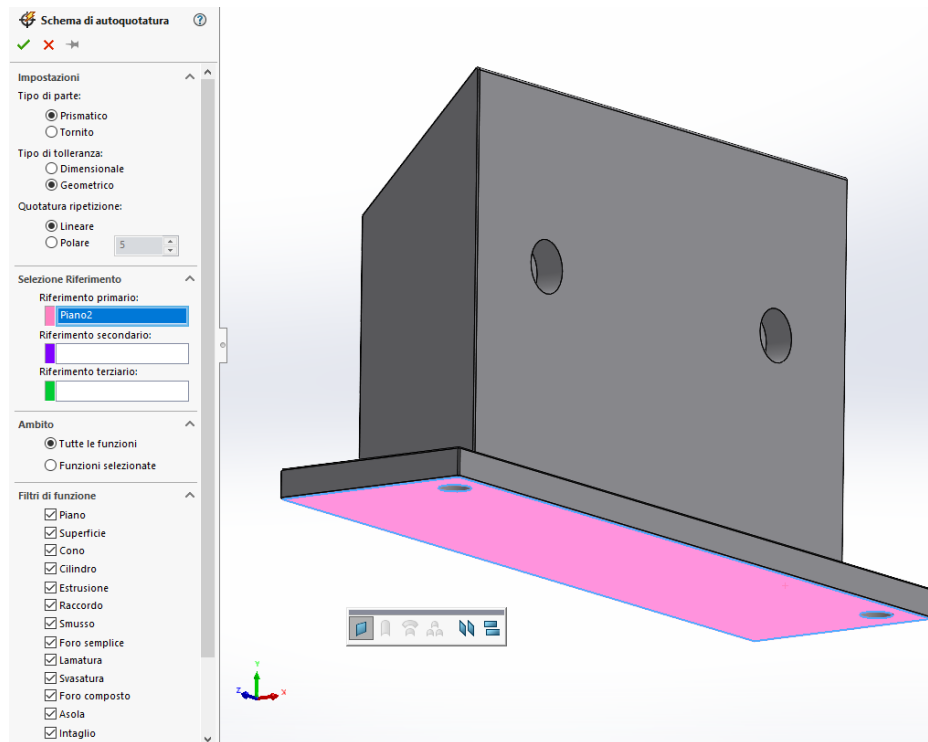 Schema di autoquotatura
Impostazioni
Tipo di parte:
Prismatico
Tornito
Tipo di tolleranza:
Dimensionale
Geometrico
Quotatura ripetizione:
Lineare
Polare 5
Selezione Riferimento
Riferimento primario:
Piano2
Riferimento secondario:
Riferimento terziario:
Ambito
Tutte le funzioni
Funzioni selezionate
Filtri di funzione
Piano
Superficie
Cono
Cilindro
Estrusione
Raccordo
Smusso
Foro semplice
Lamatura
Svasatura
Foro composto
Asola
Intaglio
Y
Z X